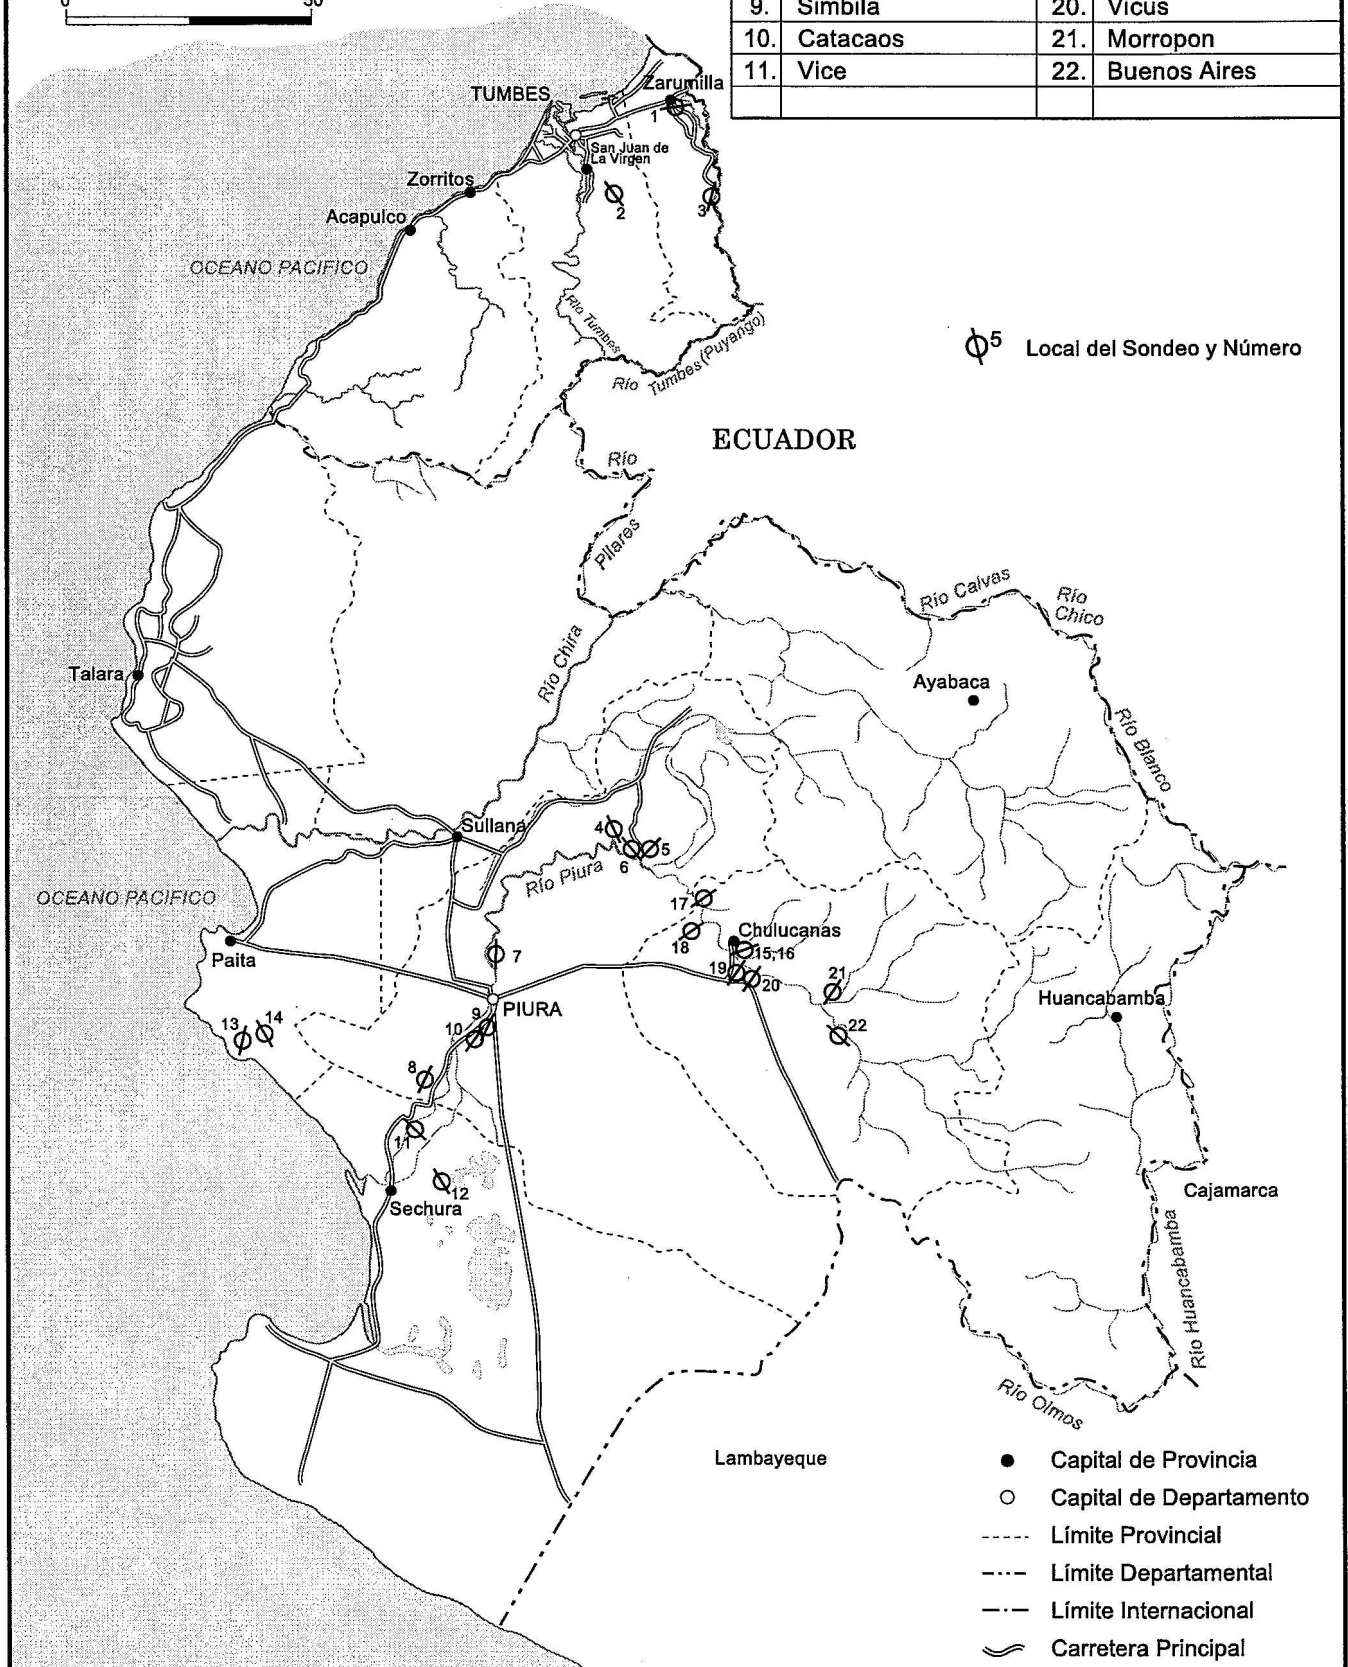 0 50
9. Simbila 20. Vicus
10. Catacaos 21. Morropon
11. Vice 22. Buenos Aires
TUMBES
Zarumilla
1
San Juan de
La Virgen
Zorritos
2
3
Acapulco
OCEANO PACIFICO
Río Tumbes
Río Tumbes (Puyango)
5 Local del Sondeo y Número
ECUADOR
Río
Pilares
Río Calvas
Río
Chico
Río Chira
Talara
Ayabaca
Río Blanco
Sullana
4
6
5
Río Piura
OCEANO PACIFICO
17
18
Chulucanas
15,16
Paita
7
19
20
21
PIURA
Huancabamba
13
14
9
10
22
8
11
12
Sechura
Cajamarca
Río Huancabamba
Río Olmos
Lambayeque
Capital de Provincia
Capital de Departamento
Límite Provincial
Límite Departamental
Límite Internacional
Carretera Principal